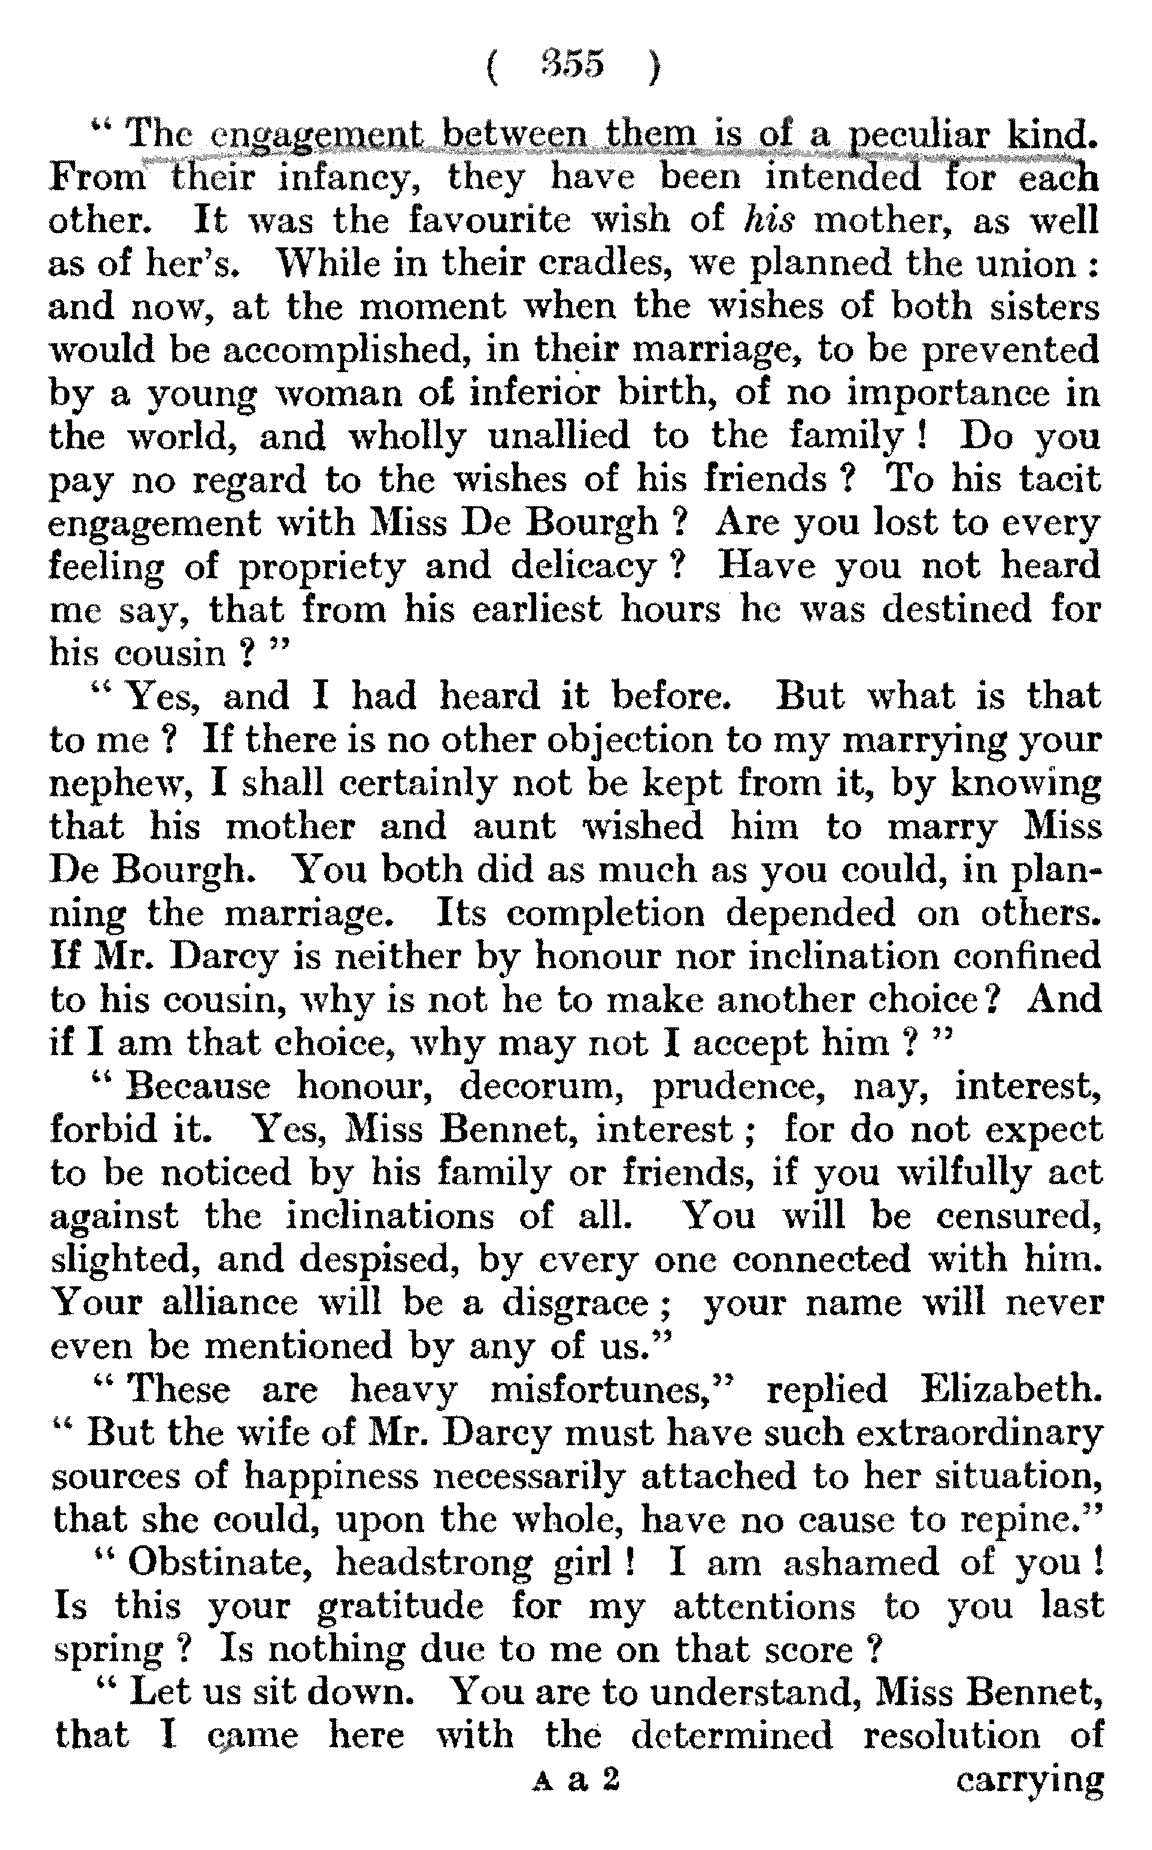 ( 355 )
“ The engagement between them is of a peculiar kind.
From their infancy, they have been intended for each
other. It was the favourite wish of his mother, as well
as of her’s. While in their cradles, we planned the union :
and now, at the moment when the wishes of both sisters
would be accomplished, in their marriage, to be prevented
by a young woman of inferior birth, of no importance in
the world, and wholly unallied to the family ! Do you
pay no regard to the wishes of his friends ? To his tacit
engagement with Miss De Bourgh ? Are you lost to every
feeling of propriety and delicacy ? Have you not heard
me say, that from his earliest hours he was destined for
his cousin ? ”
“ Yes, and I had heard it before. But what is that
to me ? If there is no other objection to my marrying your
nephew, I shall certainly not be kept from it, by knowing
that his mother and aunt wished him to marry Miss
De Bourgh. You both did as much as you could, in plan-
ning the marriage. Its completion depended on others.
If Mr. Darcy is neither by honour nor inclination confined
to his cousin, why is not he to make another choice? And
if I am that choice, why may not I accept him ? ”
“ Because honour, decorum, prudence, nay, interest,
forbid it. Yes, Miss Bennet, interest ; for do not expect
to be noticed by his family or friends, if you wilfully act
against the inclinations of all. You will be censured,
slighted, and despised, by every one connected with him.
Your alliance will be a disgrace ; your name will never
even be mentioned by any of us.”
“ These are heavy misfortunes,” replied Elizabeth.
“ But the wife of Mr. Darcy must have such extraordinary
sources of happiness necessarily attached to her situation,
that she could, upon the whole, have no cause to repine.”
“ Obstinate, headstrong girl ! I am ashamed of you !
Is this your gratitude for my attentions to you last
spring ? Is nothing due to me on that score ?
“ Let us sit down. You are to understand, Miss Bennet,
that I came here with the determined resolution of
A a 2 carrying